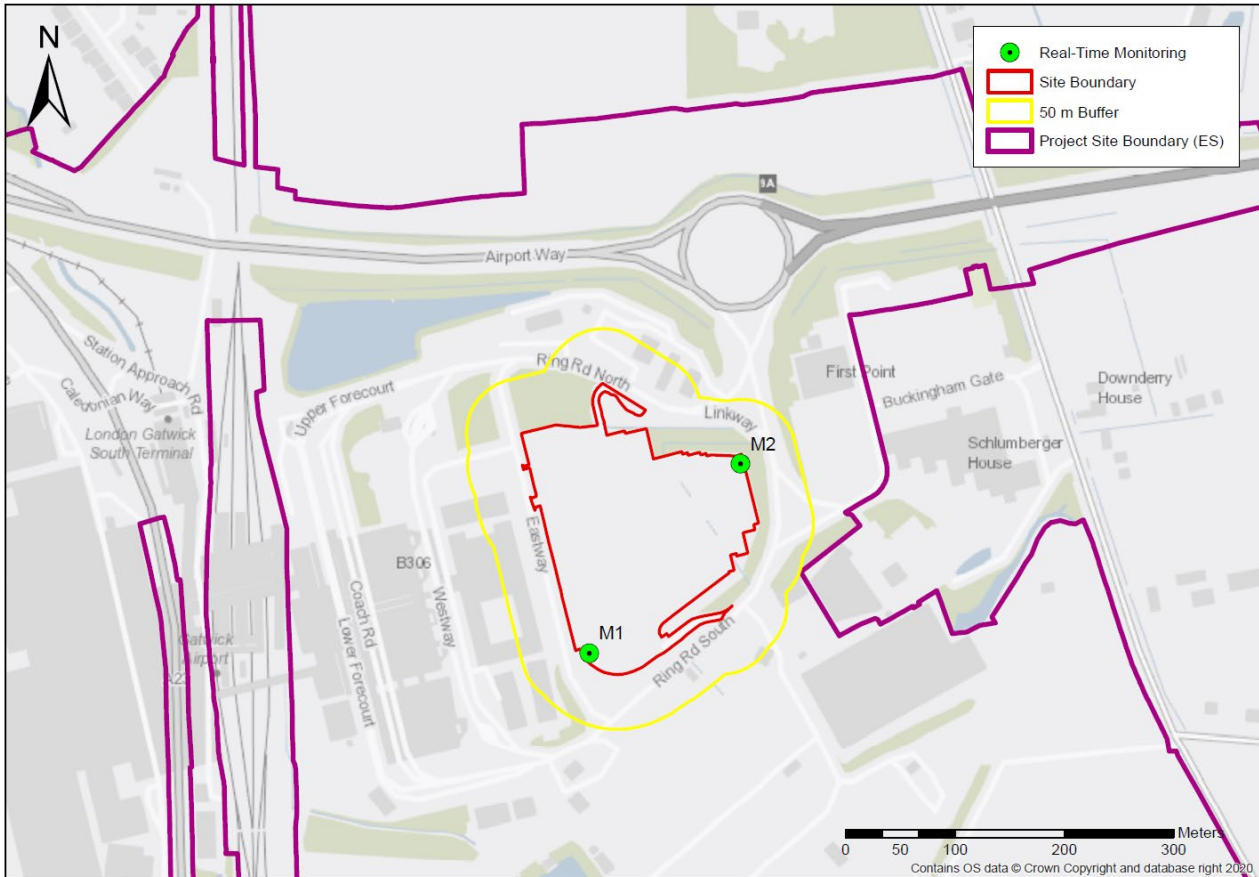 N
Real-Time Monitoring
Site Boundary
50 m Buffer
Project Site Boundary (ES)
9A
Airport Way
Station Approach Rd
Caledonian Way
London Gatwick
South Terminal
Upper Forecourt
Ring Rd North
Linkway
First Point
Buckingham Gate
Downderry
House
Schlumberger
House
M2
Eastway
B306
Westway
Coach Rd
Lower Forecourt
M1
Ring Rd South
Gatwick
Airport
A23
Meters
0 50 100 200 300
Contains OS data © Crown Copyright and database right 2020